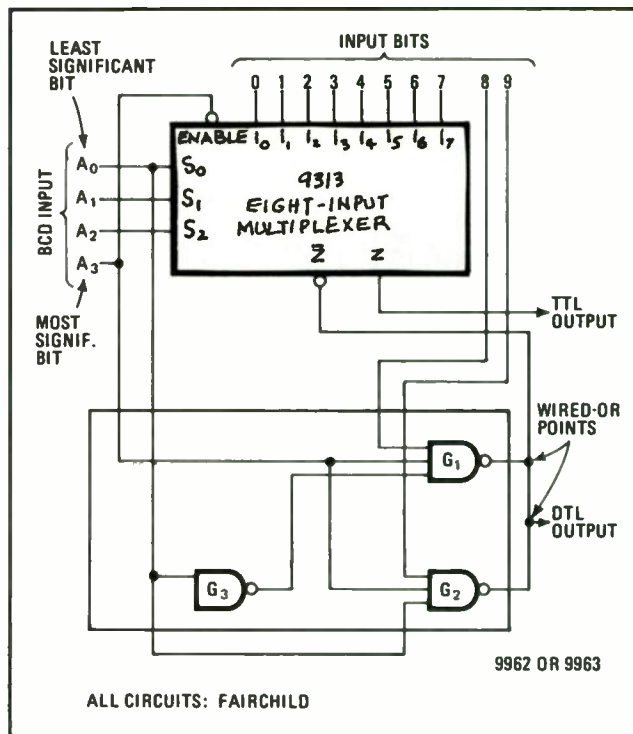 INPUT BITS
LEAST
SIGNIFICANT
BIT
0 1 2 3 4 5 6 7 8 9
ENABLE I₀ I₁ I₂ I₃ I₄ I₅ I₆ I₇
BCD INPUT
A₀ S₀
A₁ S₁
A₂ S₂
A₃
9313
EIGHT-INPUT
MULTIPLEXER
Z̅ Z
MOST
SIGNIF.
BIT
TTL
OUTPUT
WIRED-OR
POINTS
G₁
DTL
OUTPUT
G₃ G₂
9962 OR 9963
ALL CIRCUITS: FAIRCHILD